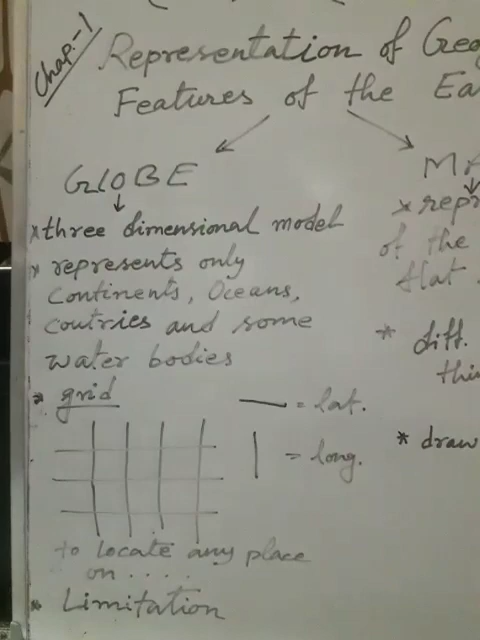 Chap:-1
Representation of Geo
Features of the Ea
GLOBE
* three dimensional model
* represents only
Continents, Oceans,
coutries and some
water bodies
* grid
— = lat.
| = long.
to locate any place
on ....
* Limitation
MA
* repr
of the
flat
* diff.
thi
* draw